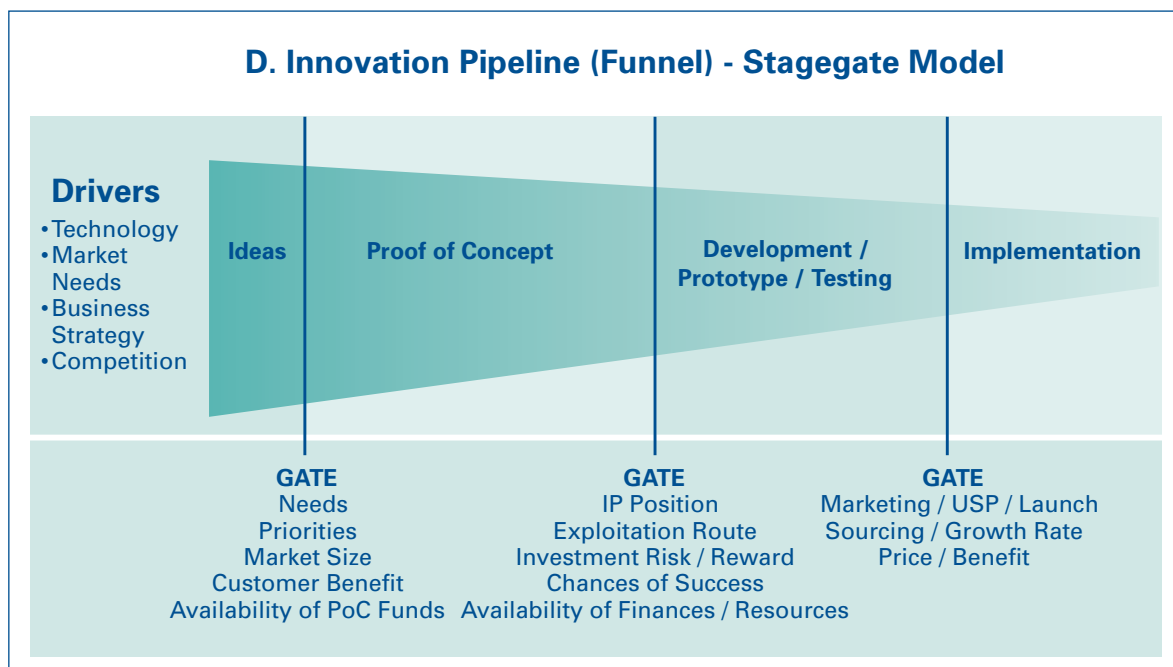 D. Innovation Pipeline (Funnel) - Stagegate Model
Drivers
•Technology
•Market
Needs
•Business
Strategy
•Competition
Ideas
Proof of Concept
Development /
Prototype / Testing
Implementation
GATE
Needs
Priorities
Market Size
Customer Benefit
Availability of PoC Funds
GATE
IP Position
Exploitation Route
Investment Risk / Reward
Chances of Success
Availability of Finances / Resources
GATE
Marketing / USP / Launch
Sourcing / Growth Rate
Price / Benefit